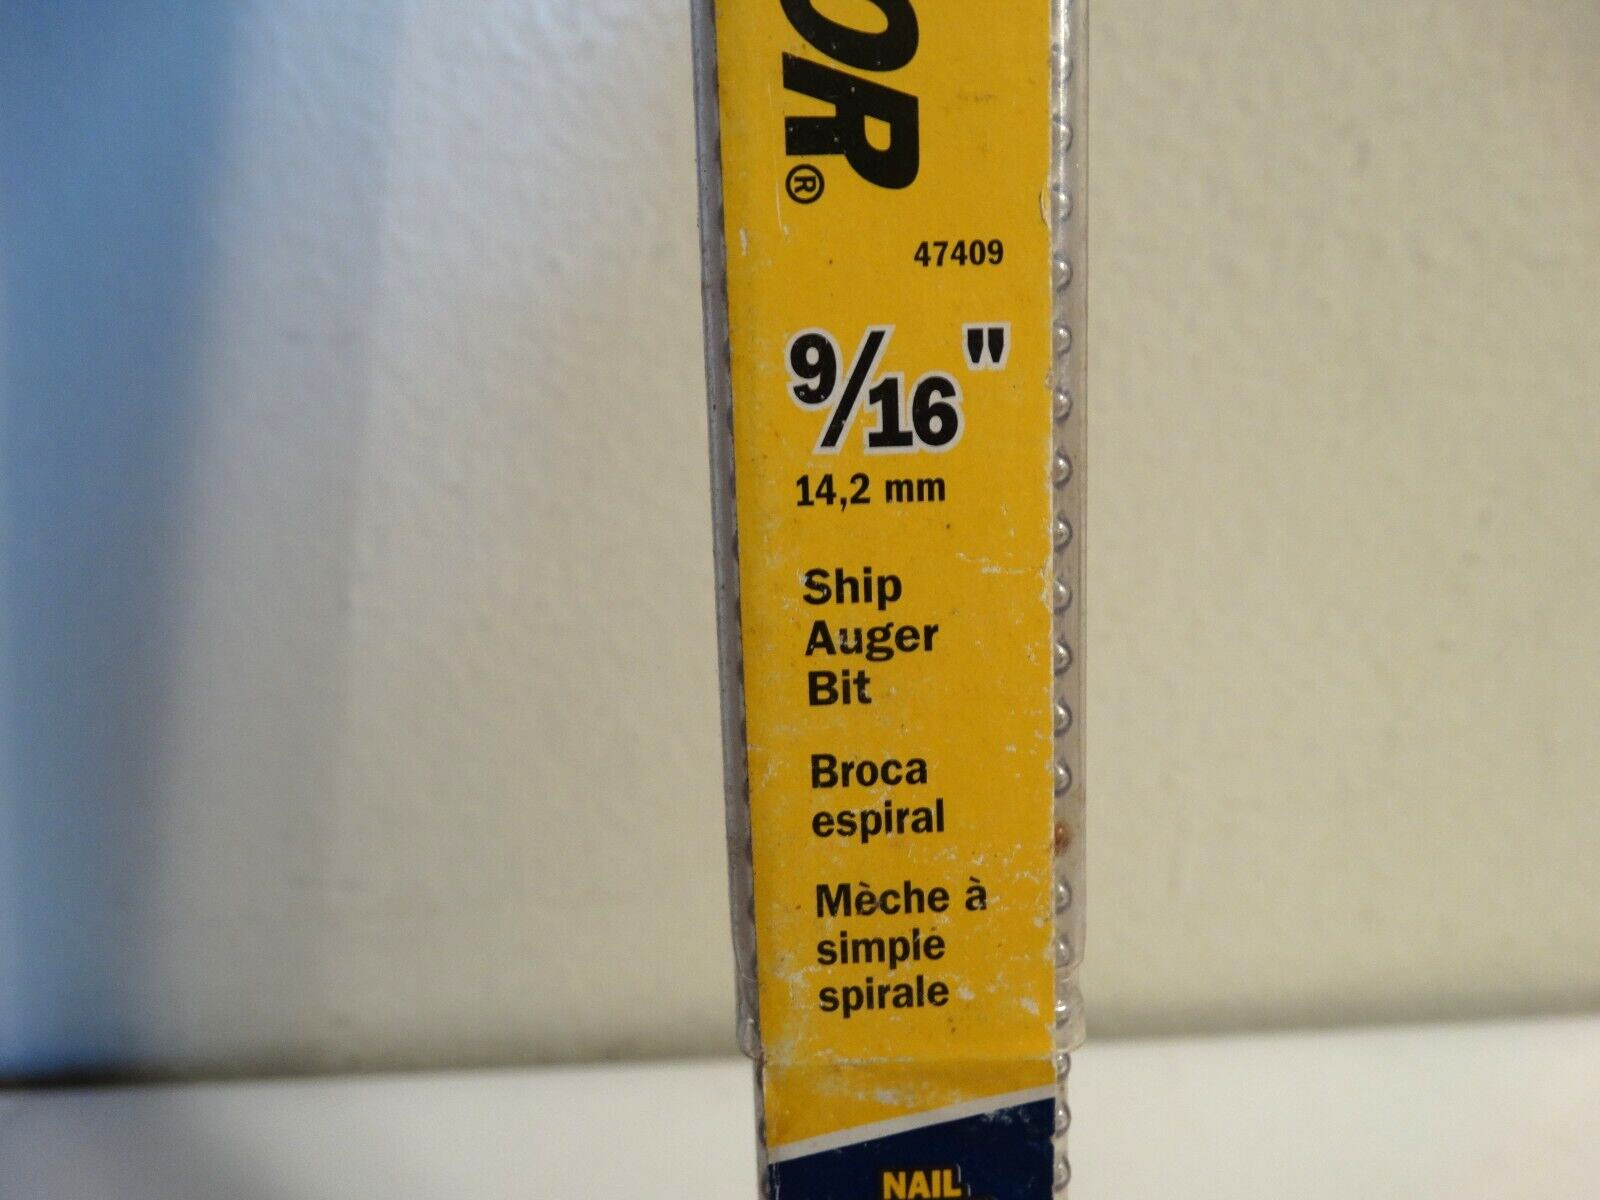 OR®
47409
9/16"
14,2 mm
Ship
Auger
Bit
Broca
espiral
Mèche à
simple
spirale
NAIL